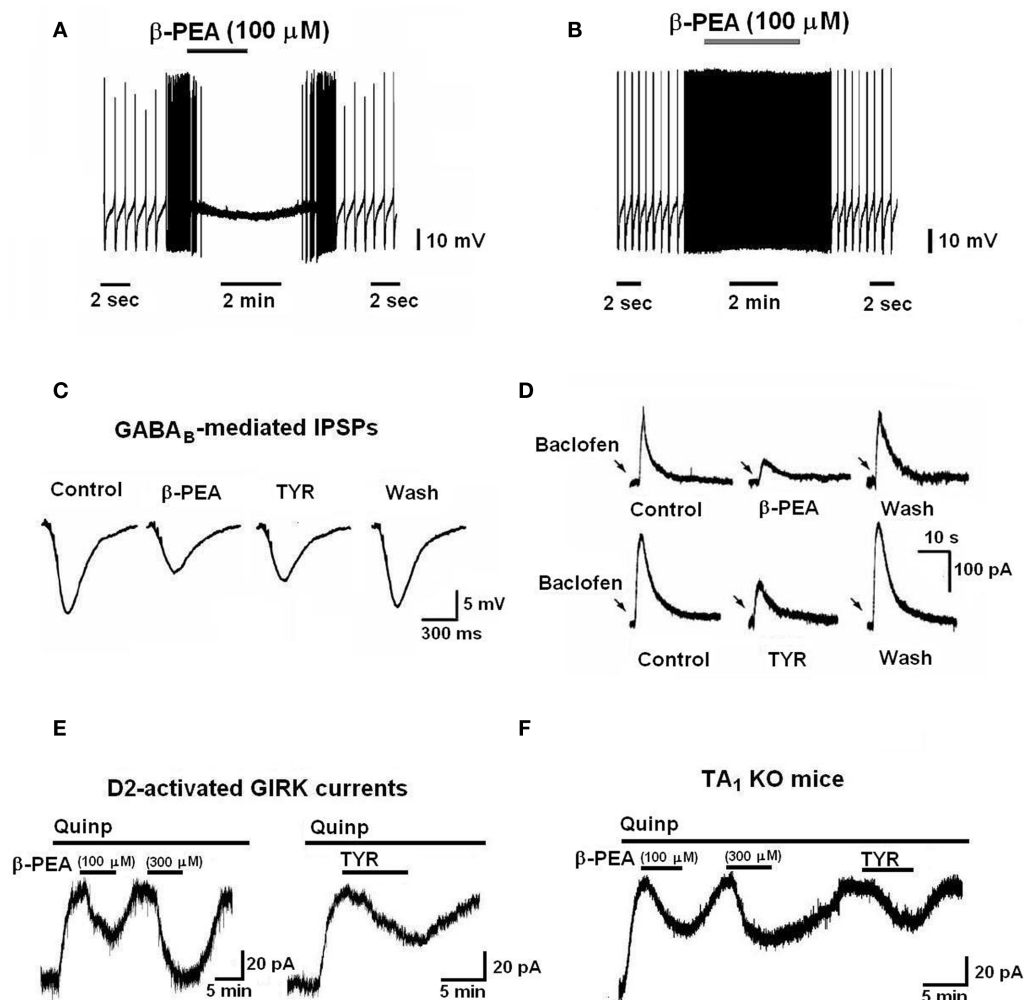 A
β-PEA (100 μM)
10 mV
2 sec
2 min
2 sec
B
β-PEA (100 μM)
10 mV
2 sec
2 min
2 sec
C
GABAB-mediated IPSPs
Control
β-PEA
TYR
Wash
5 mV
300 ms
D
Baclofen
Control
β-PEA
Wash
10 s
100 pA
Baclofen
Control
TYR
Wash
E
D2-activated GIRK currents
Quinp
β-PEA (100 μM) (300 μM)
20 pA
5 min
Quinp
TYR
20 pA
5 min
F
TA1 KO mice
Quinp
β-PEA (100 μM) (300 μM) TYR
20 pA
5 min